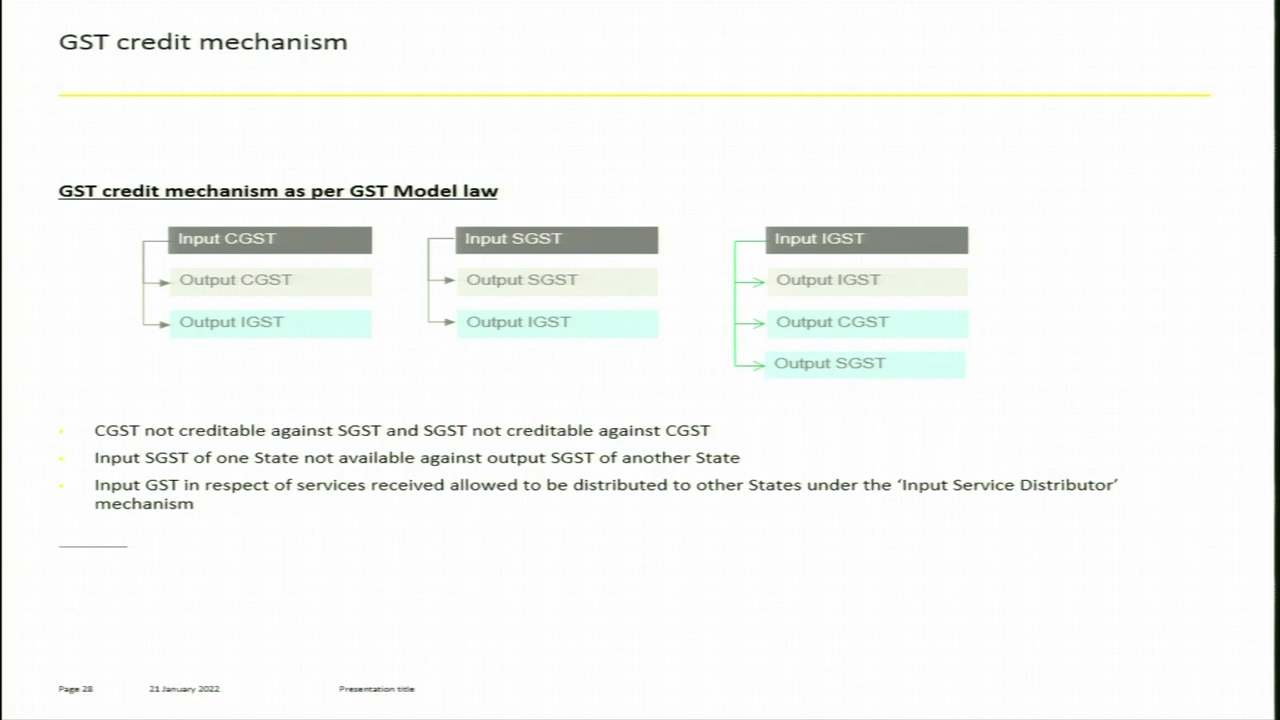 GST credit mechanism
GST credit mechanism as per GST Model law
Input CGST
Output CGST
Output IGST
Input SGST
Output SGST
Output IGST
Input IGST
Output IGST
Output CGST
Output SGST
CGST not creditable against SGST and SGST not creditable against CGST
Input SGST of one State not available against output SGST of another State
Input GST in respect of services received allowed to be distributed to other States under the ‘Input Service Distributor’
mechanism
Page 28 21 January 2022 Presentation title